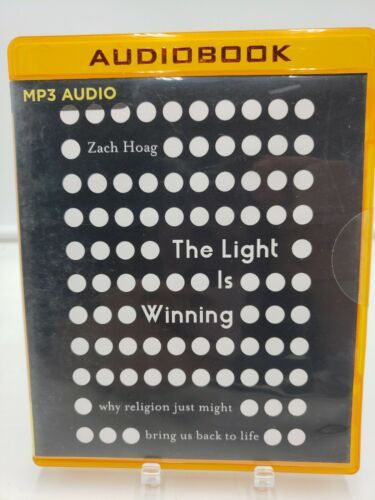 AUDIOBOOK
MP3 AUDIO
Zach Hoag
The Light
Is
Winning
why religion just might
bring us back to life